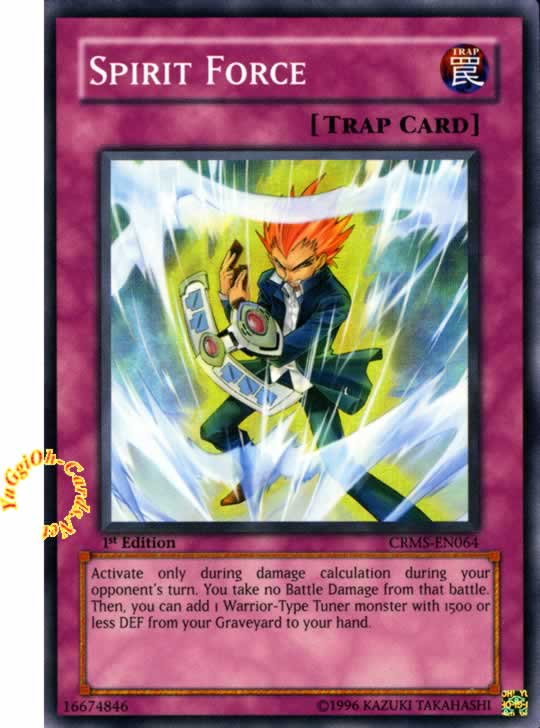 Spirit Force
TRAP
罠
[Trap Card]
YuGgiOh-Cards.Net
1st Edition
CRMS-EN064
Activate only during damage calculation during your
opponent's turn. You take no Battle Damage from that battle.
Then, you can add 1 Warrior-Type Tuner monster with 1500 or
less DEF from your Graveyard to your hand.
16674846
©1996 KAZUKI TAKAHASHI